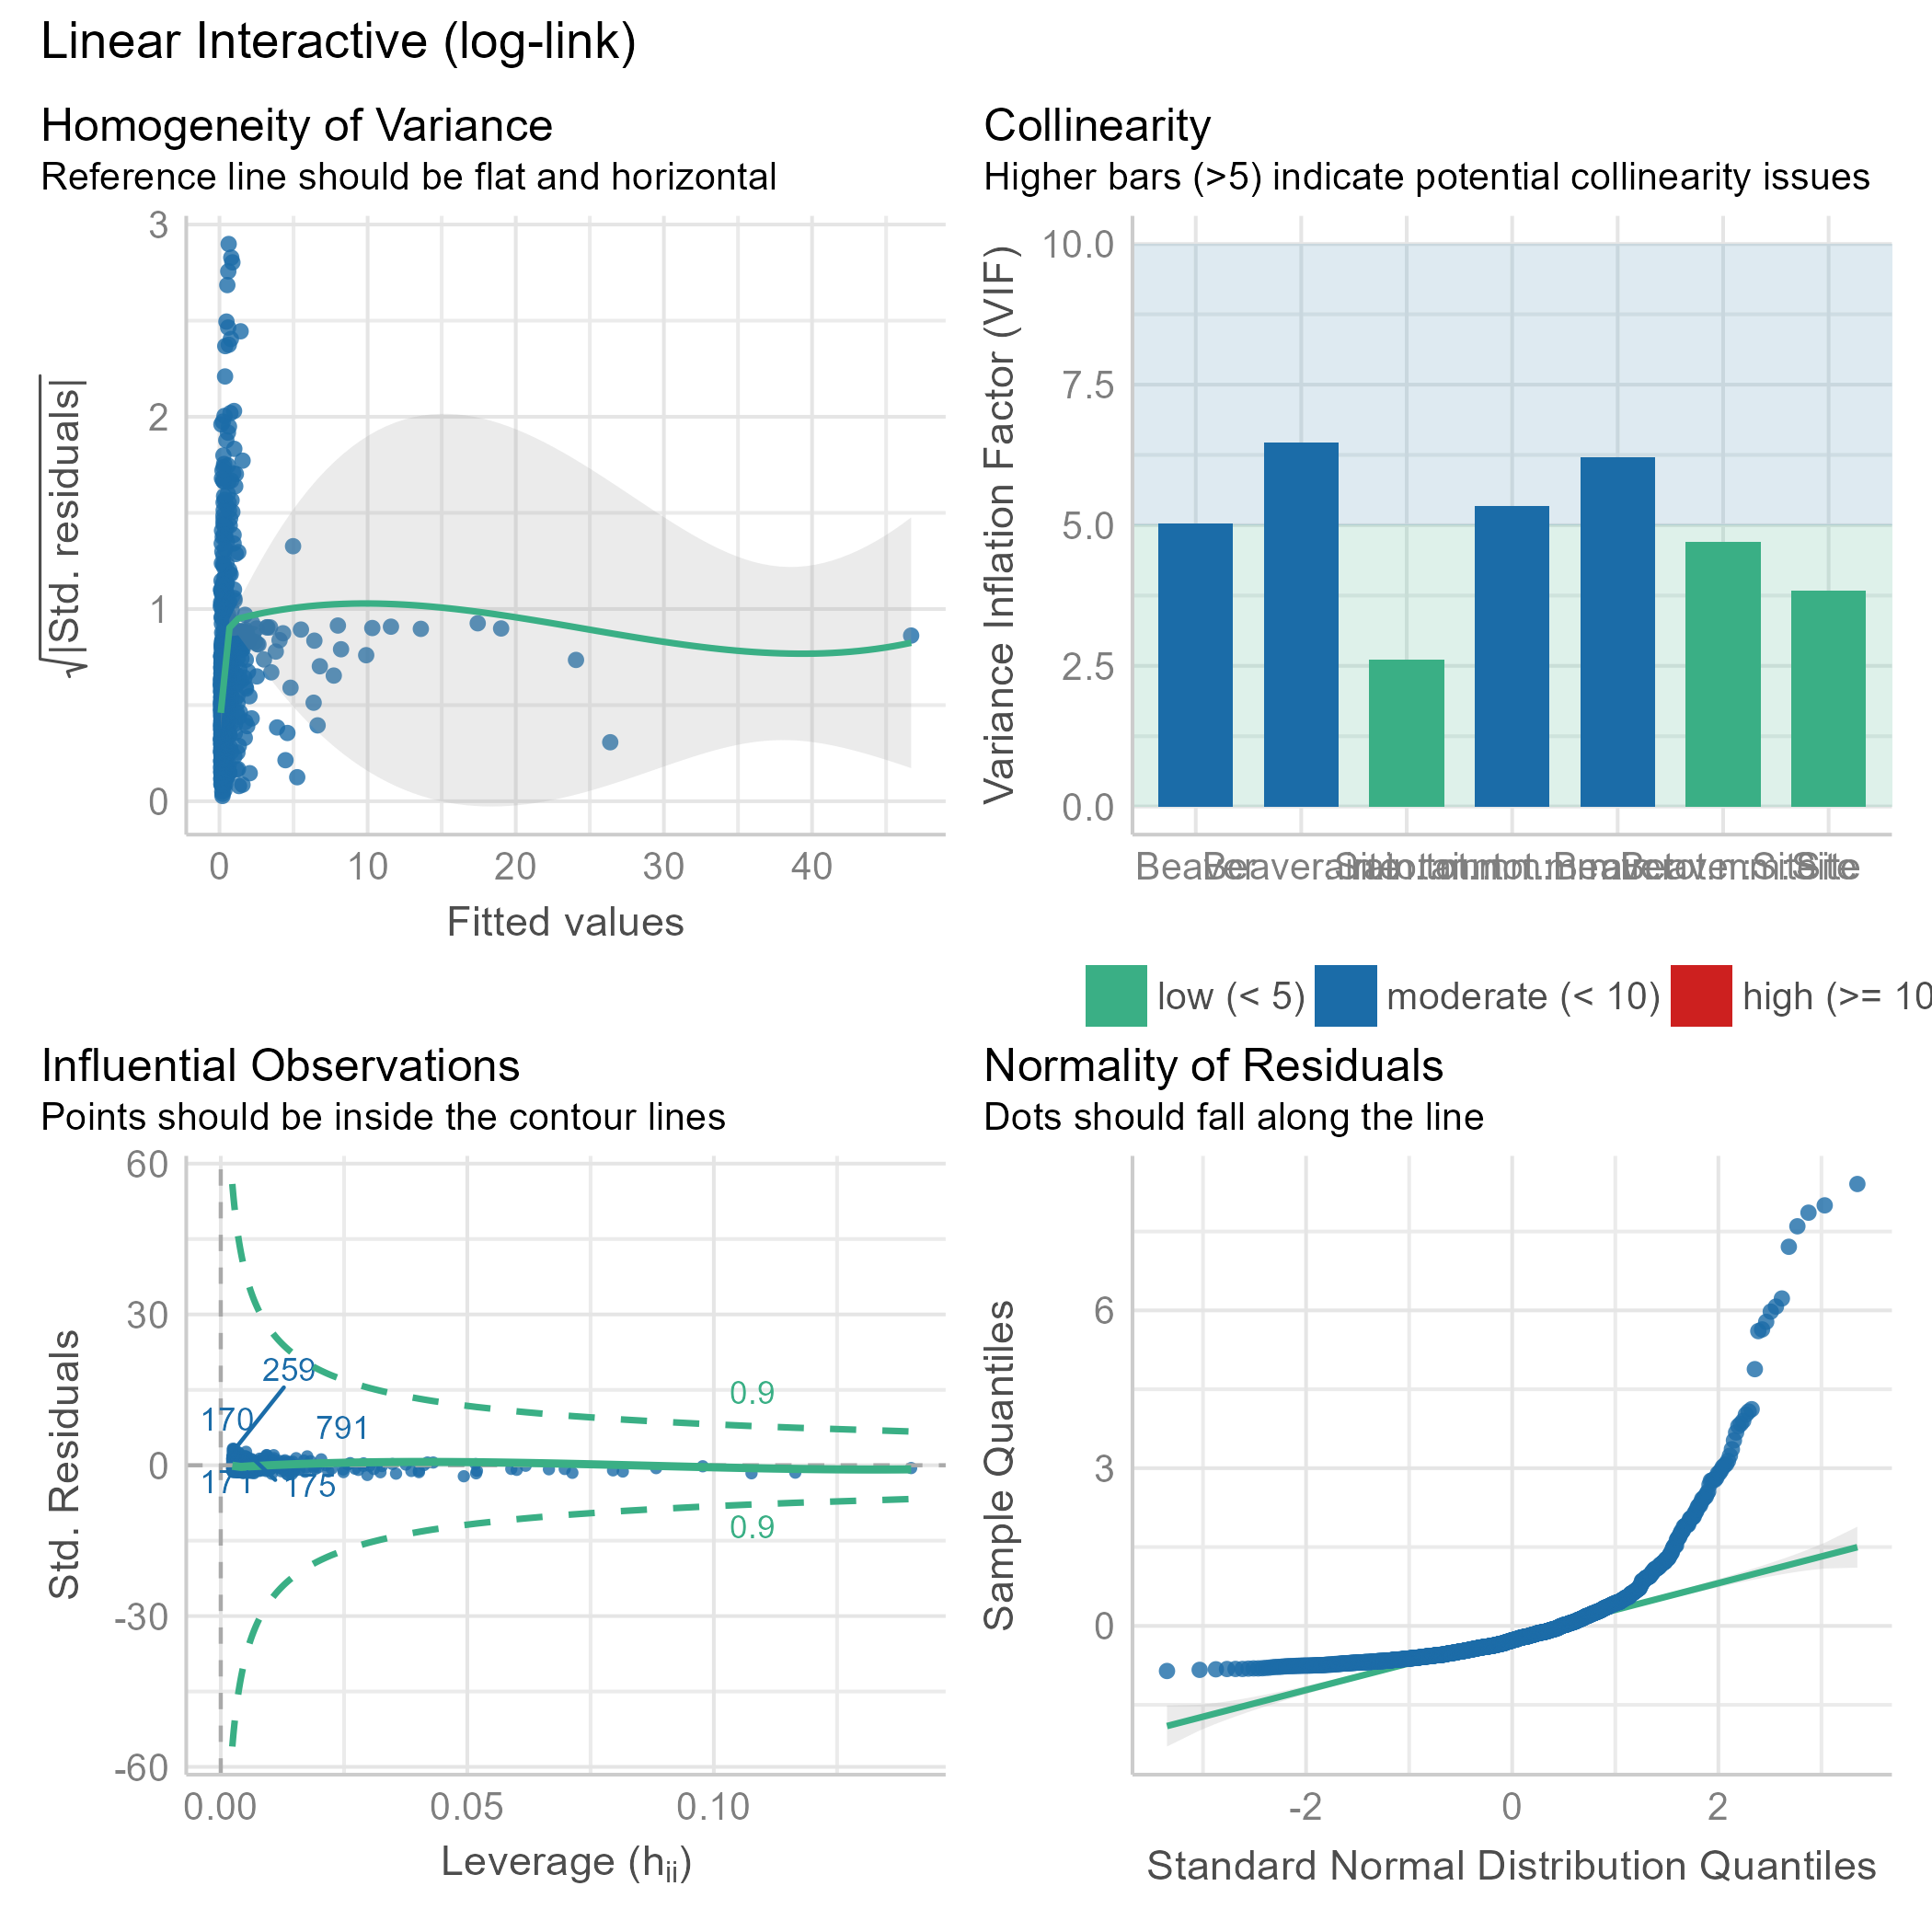 Linear Interactive (log-link)
Homogeneity of Variance
Reference line should be flat and horizontal
3
2
1
0
√|Std. residuals|
0 10 20 30 40
Fitted values
Collinearity
Higher bars (>5) indicate potential collinearity issues
10.0
7.5
5.0
2.5
0.0
Variance Inflation Factor (VIF)
Beaver
Site
low (< 5) moderate (< 10) high (>= 10
Influential Observations
Points should be inside the contour lines
60
30
0
-30
-60
Std. Residuals
259
170
791
171
175
0.9
0.9
0.00 0.05 0.10
Leverage (hii)
Normality of Residuals
Dots should fall along the line
6
3
0
Sample Quantiles
-2 0 2
Standard Normal Distribution Quantiles